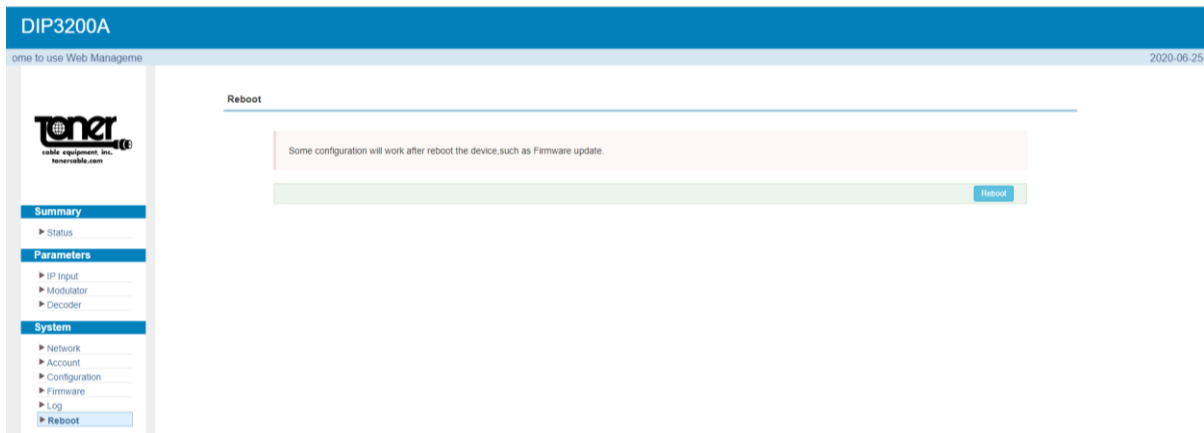 DIP3200A
ome to use Web Manageme
2020-06-25
Toner
cable equipment, inc.
tonercable.com
Reboot
Some configuration will work after reboot the device,such as Firmware update.
Reboot
Summary
Status
Parameters
IP Input
Modulator
Decoder
System
Network
Account
Configuration
Firmware
Log
Reboot